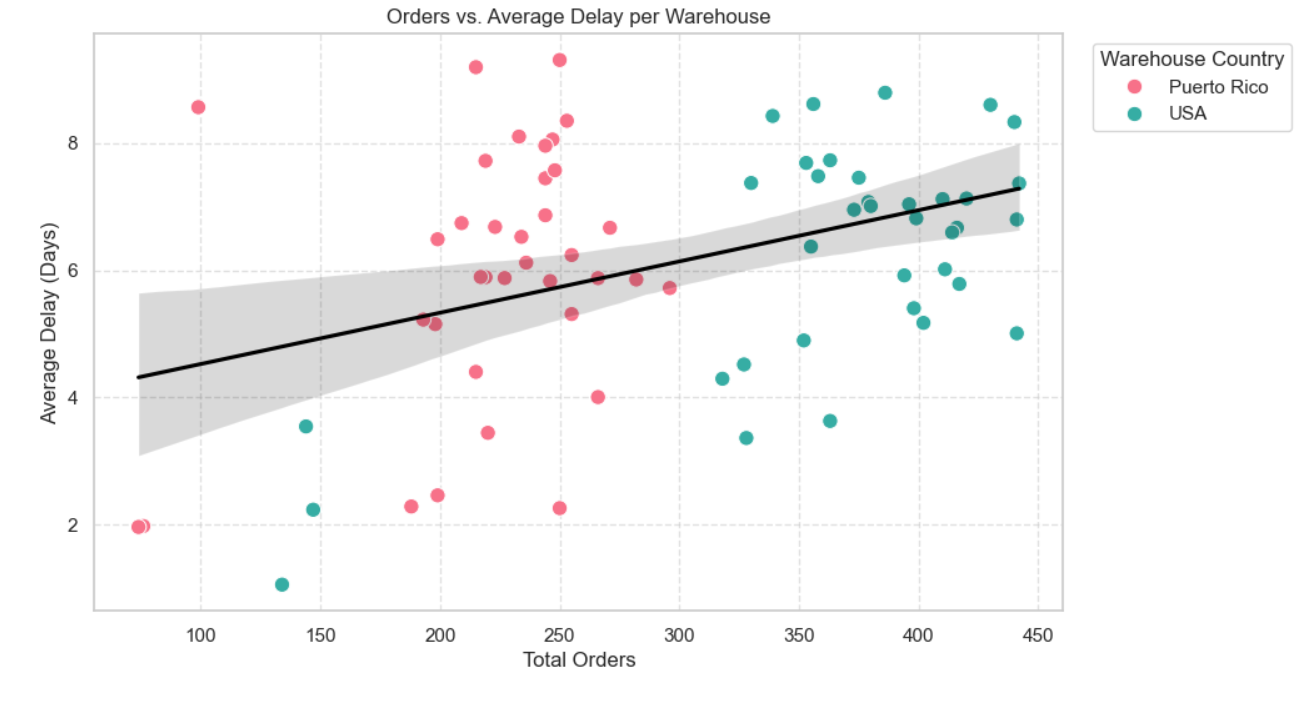 Orders vs. Average Delay per Warehouse
Warehouse Country
Puerto Rico
USA
Average Delay (Days)
8
6
4
2
100 150 200 250 300 350 400 450
Total Orders